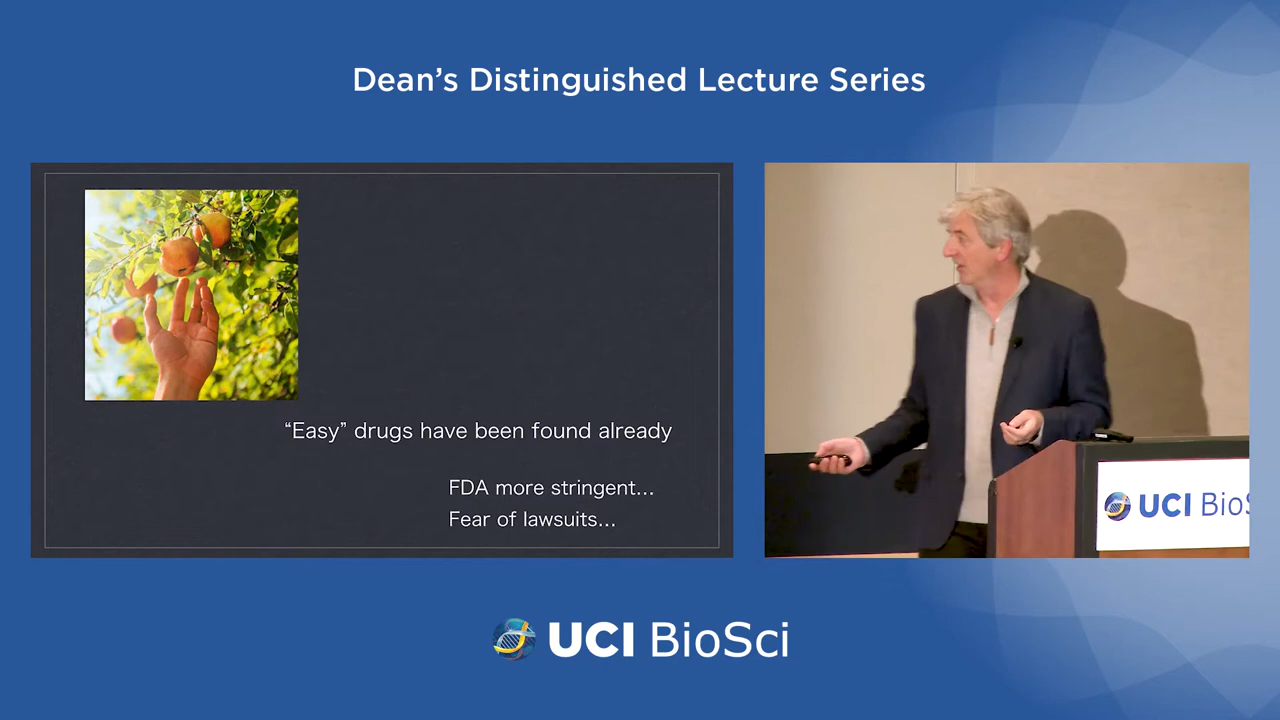 Dean’s Distinguished Lecture Series
“Easy” drugs have been found already
FDA more stringent...
Fear of lawsuits...
UCI BioS
UCI BioSci